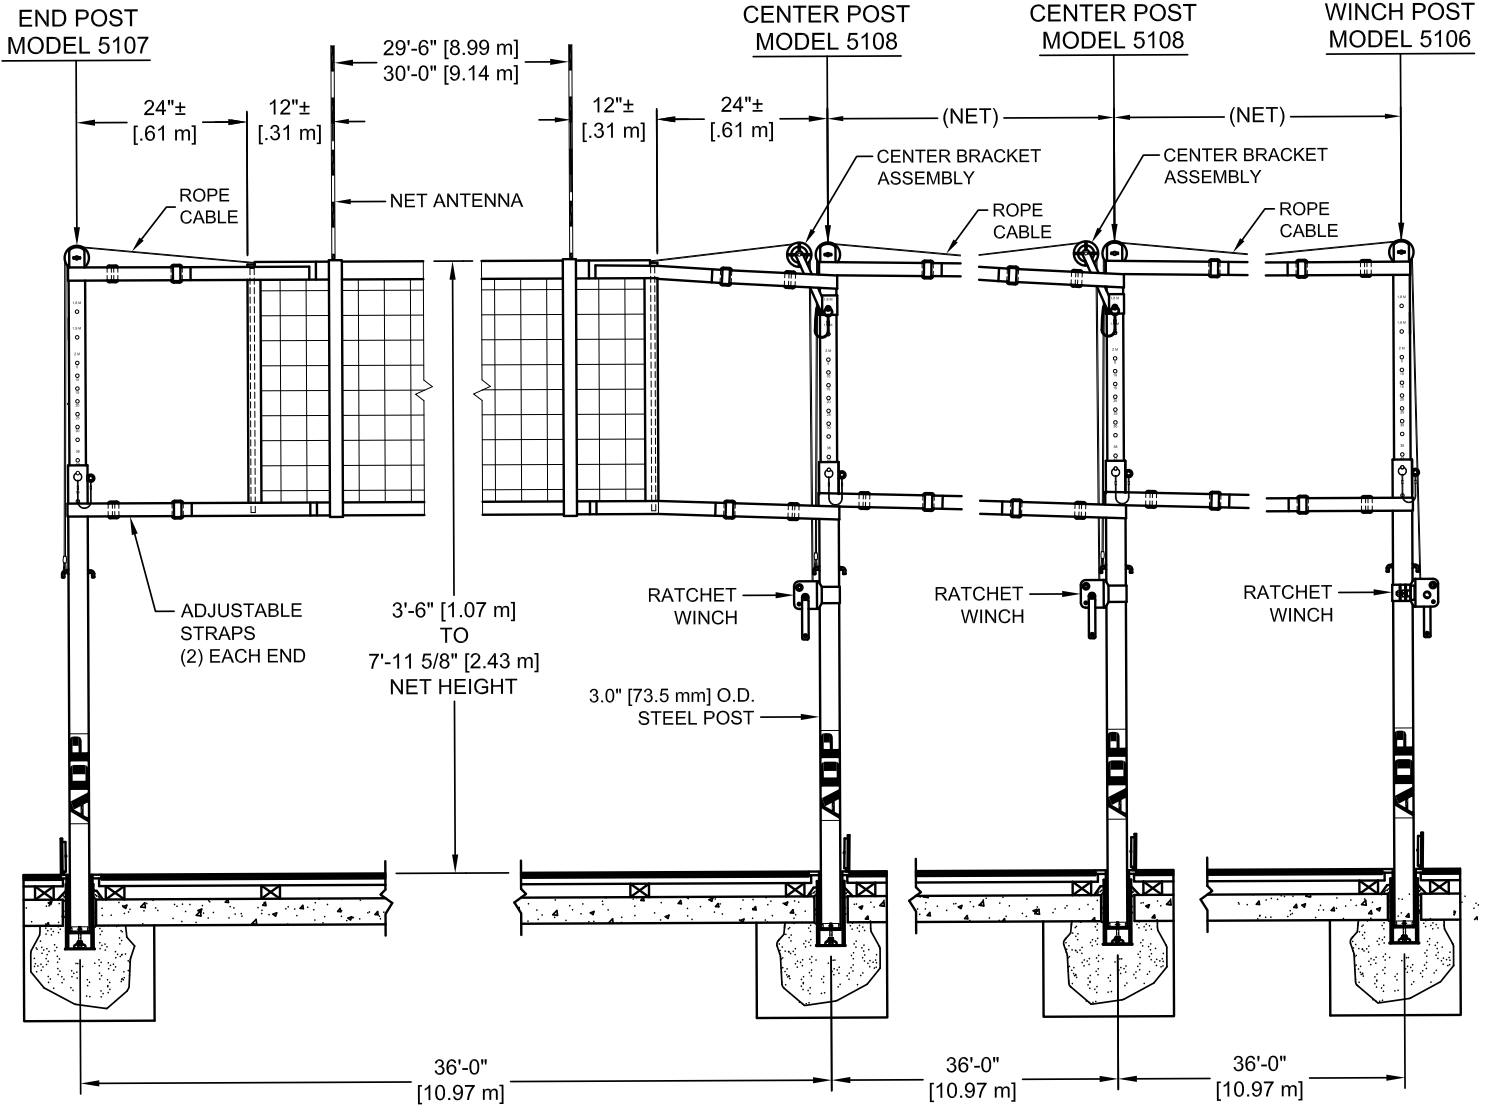 END POST
MODEL 5107
CENTER POST
MODEL 5108
CENTER POST
MODEL 5108
WINCH POST
MODEL 5106
29'-6" [8.99 m]
30'-0" [9.14 m]
24"±
[.61 m]
12"±
[.31 m]
12"±
[.31 m]
24"±
[.61 m]
(NET)
(NET)
ROPE
CABLE
NET ANTENNA
CENTER BRACKET
ASSEMBLY
ROPE
CABLE
CENTER BRACKET
ASSEMBLY
ROPE
CABLE
ADJUSTABLE
STRAPS
(2) EACH END
3'-6" [1.07 m]
TO
7'-11 5/8" [2.43 m]
NET HEIGHT
RATCHET
WINCH
RATCHET
WINCH
RATCHET
WINCH
3.0" [73.5 mm] O.D.
STEEL POST
ADP
ADP
ADP
ADP
36'-0"
[10.97 m]
36'-0"
[10.97 m]
36'-0"
[10.97 m]